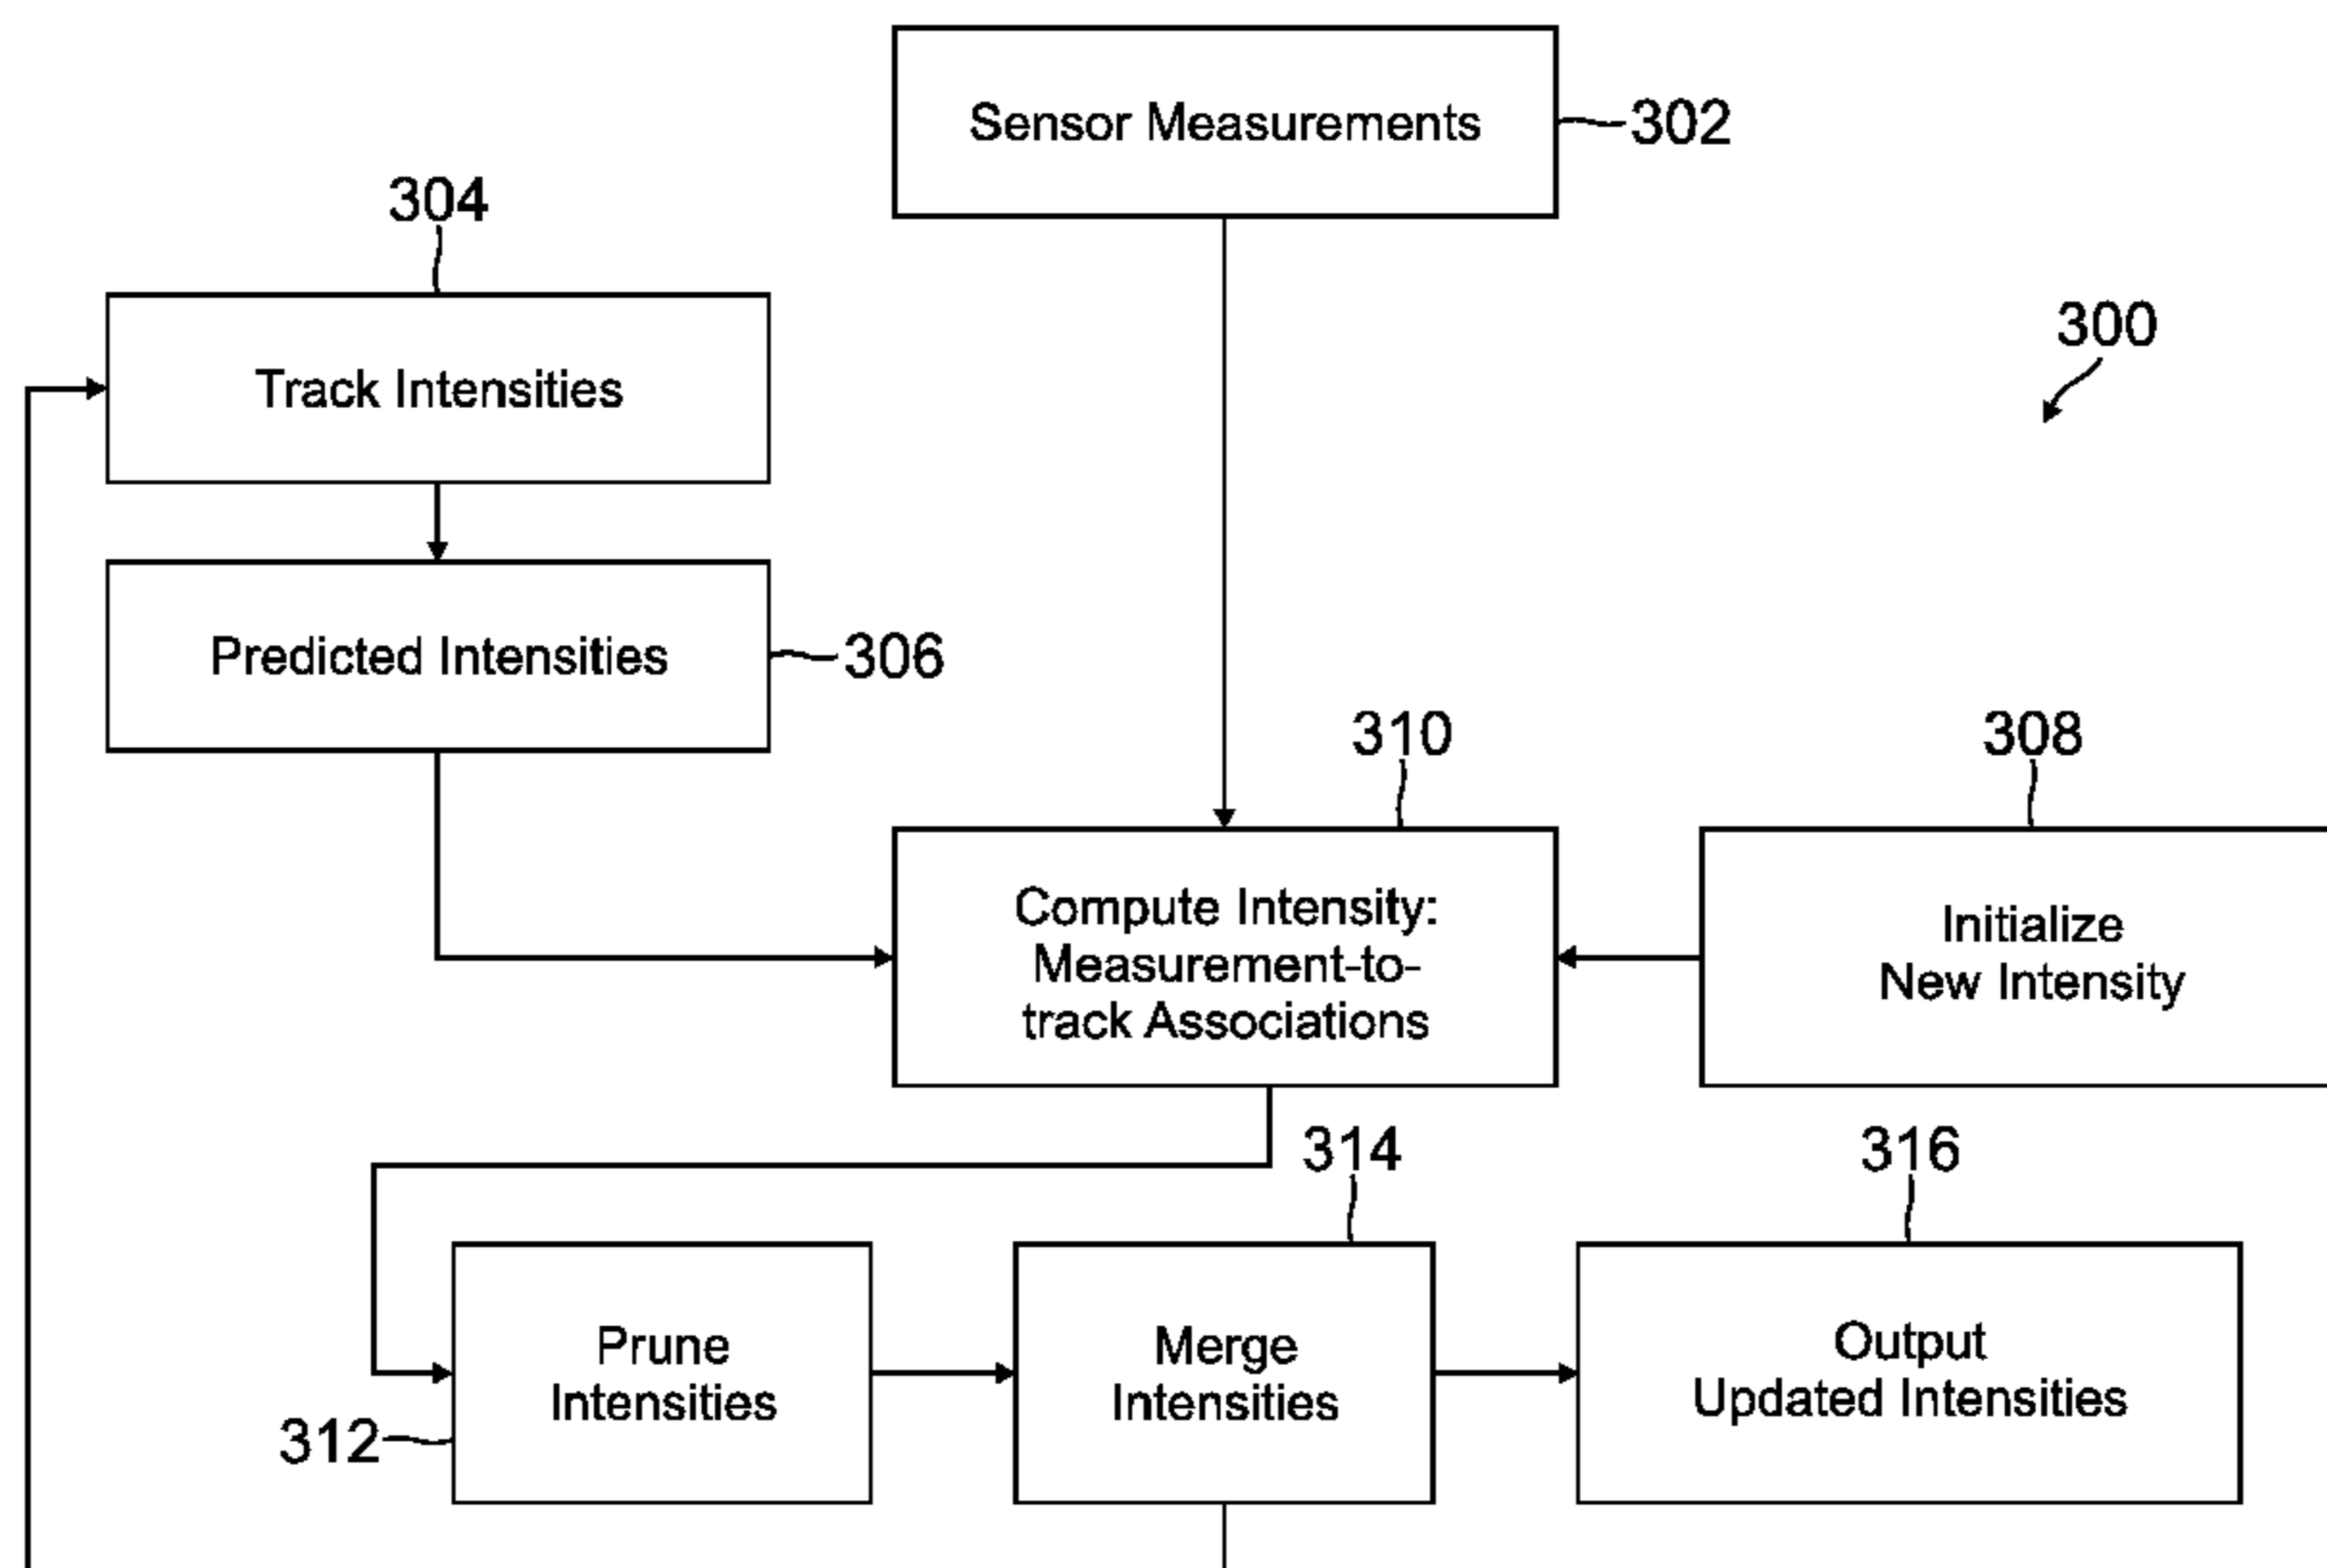 Sensor Measurements
302
304
Track Intensities
300
Predicted Intensities
306
310
308
Compute Intensity:
Measurement-to-
track Associations
Initialize
New Intensity
314
316
Prune
Intensities
312
Merge
Intensities
Output
Updated Intensities